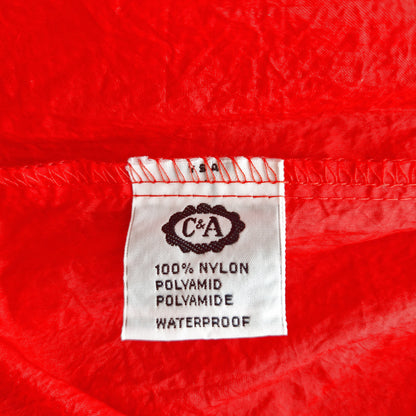 C&A
100% NYLON
POLYAMID
POLYAMIDE
WATERPROOF